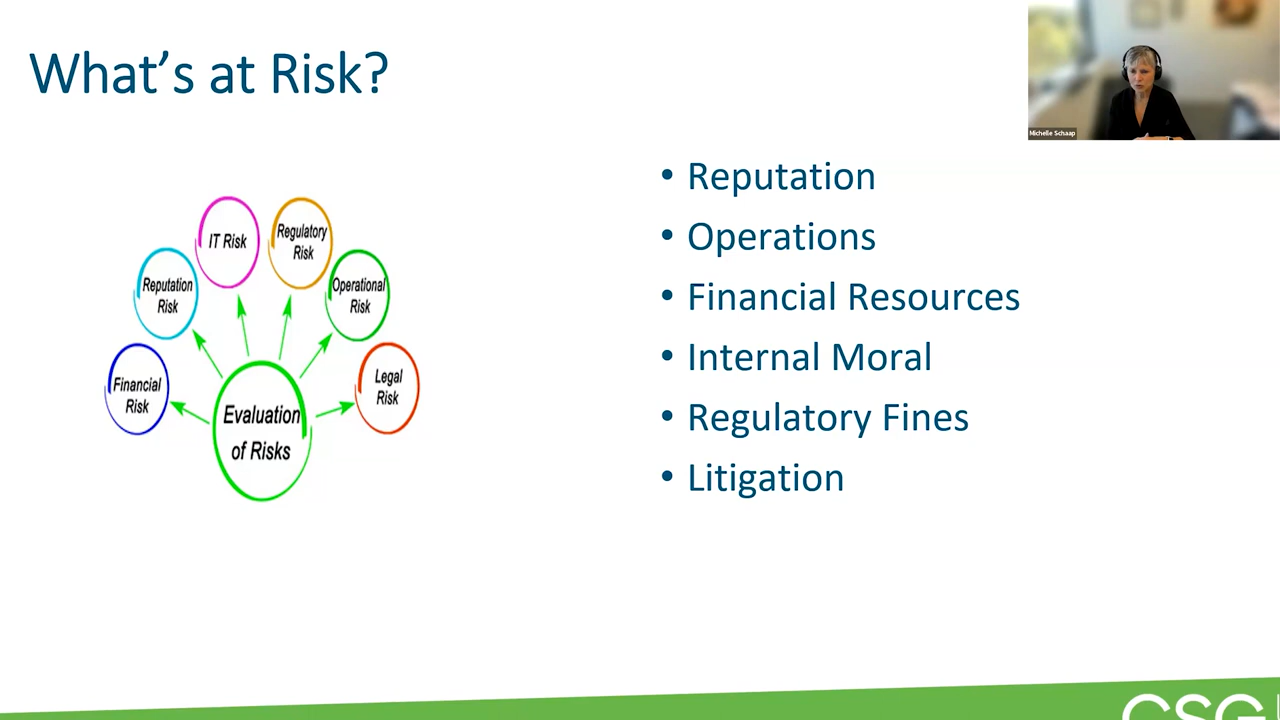 What's at Risk?
Michelle Schaap
• Reputation
• Operations
• Financial Resources
• Internal Moral
• Regulatory Fines
• Litigation
IT Risk
Regulatory
Risk
Reputation
Risk
Operational
Risk
Financial
Risk
Legal
Risk
Evaluation
of Risks
CSG